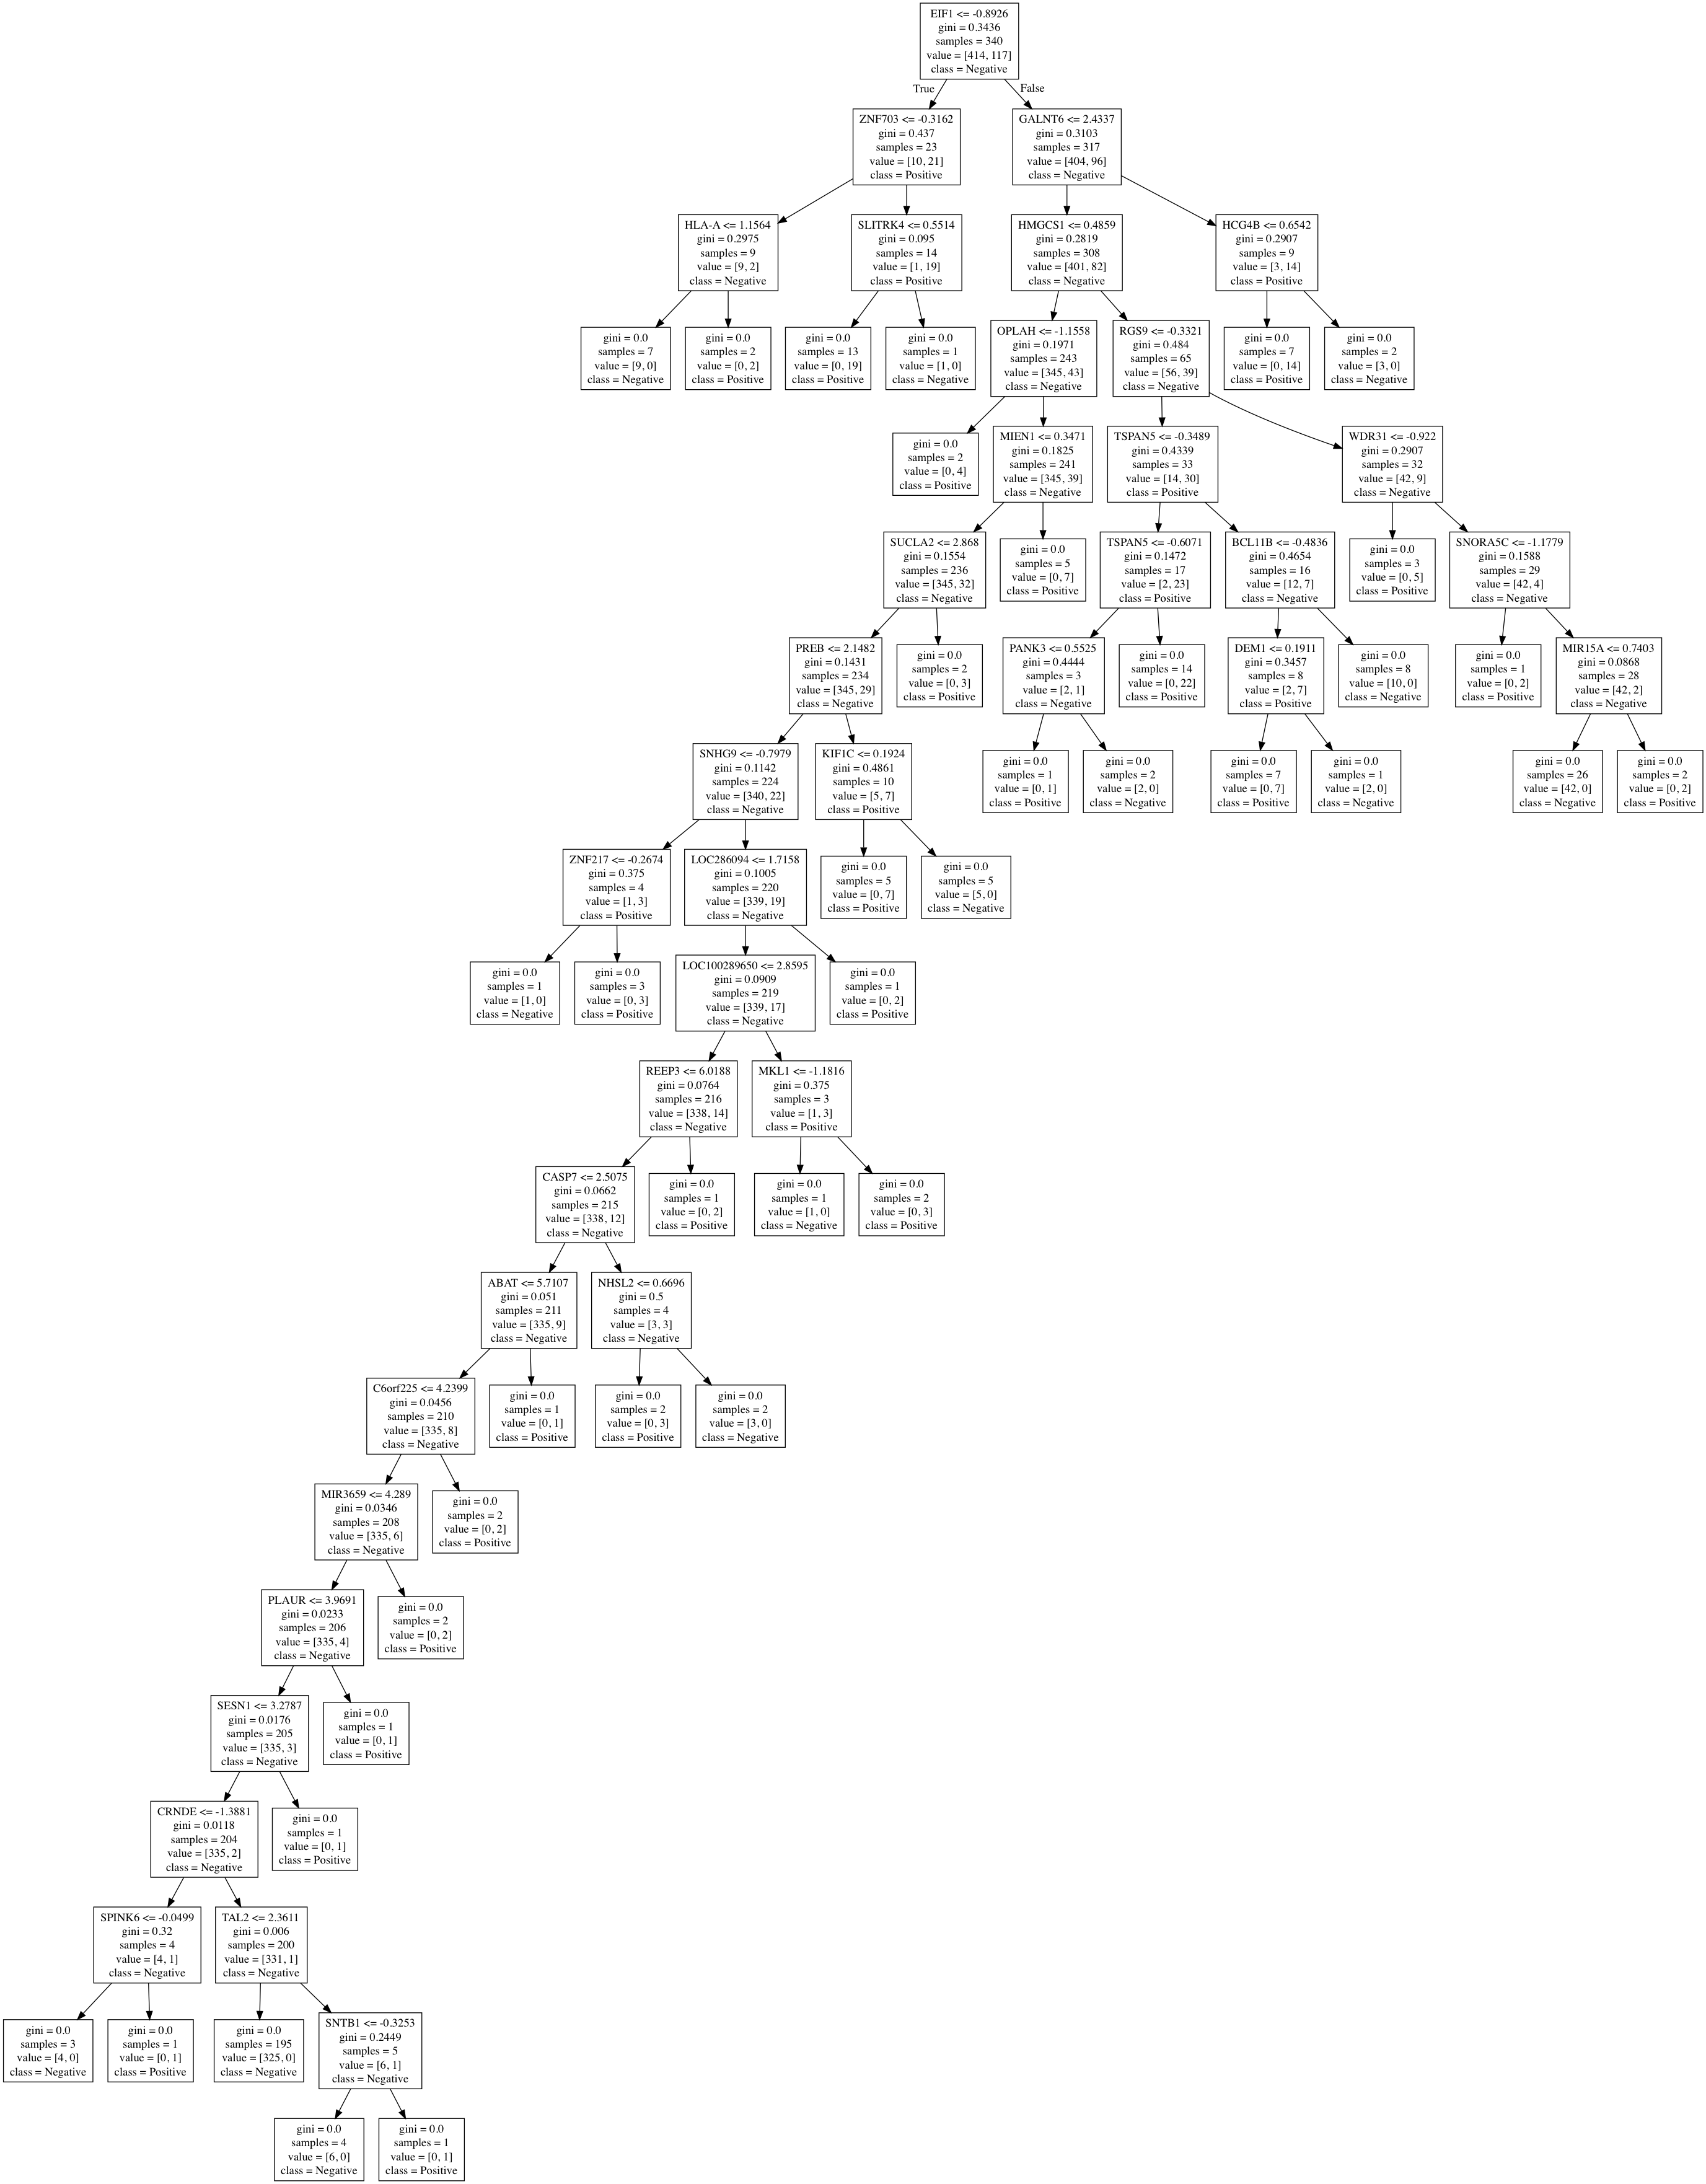 EIF1 <= -0.8926
gini = 0.3436
samples = 340
value = [414, 117]
class = Negative
True
False
ZNF703 <= -0.3162
gini = 0.437
samples = 23
value = [10, 21]
class = Positive
GALNT6 <= 2.4337
gini = 0.3103
samples = 317
value = [404, 96]
class = Negative
HLA-A <= 1.1564
gini = 0.2975
samples = 9
value = [9, 2]
class = Negative
SLITRK4 <= 0.5514
gini = 0.095
samples = 14
value = [1, 19]
class = Positive
HMGCS1 <= 0.4859
gini = 0.2819
samples = 308
value = [401, 82]
class = Negative
HCG4B <= 0.6542
gini = 0.2907
samples = 9
value = [3, 14]
class = Positive
gini = 0.0
samples = 7
value = [9, 0]
class = Negative
gini = 0.0
samples = 2
value = [0, 2]
class = Positive
gini = 0.0
samples = 13
value = [0, 19]
class = Positive
gini = 0.0
samples = 1
value = [1, 0]
class = Negative
OPLAH <= -1.1558
gini = 0.1971
samples = 243
value = [345, 43]
class = Negative
RGS9 <= -0.3321
gini = 0.484
samples = 65
value = [56, 39]
class = Negative
gini = 0.0
samples = 7
value = [0, 14]
class = Positive
gini = 0.0
samples = 2
value = [3, 0]
class = Negative
gini = 0.0
samples = 2
value = [0, 4]
class = Positive
MIEN1 <= 0.3471
gini = 0.1825
samples = 241
value = [345, 39]
class = Negative
TSPAN5 <= -0.3489
gini = 0.4339
samples = 33
value = [14, 30]
class = Positive
WDR31 <= -0.922
gini = 0.2907
samples = 32
value = [42, 9]
class = Negative
SUCLA2 <= 2.868
gini = 0.1554
samples = 236
value = [345, 32]
class = Negative
gini = 0.0
samples = 5
value = [0, 7]
class = Positive
TSPAN5 <= -0.6071
gini = 0.1472
samples = 17
value = [2, 23]
class = Positive
BCL11B <= -0.4836
gini = 0.4654
samples = 16
value = [12, 7]
class = Negative
gini = 0.0
samples = 3
value = [0, 5]
class = Positive
SNORA5C <= -1.1779
gini = 0.1588
samples = 29
value = [42, 4]
class = Negative
PREB <= 2.1482
gini = 0.1431
samples = 234
value = [345, 29]
class = Negative
gini = 0.0
samples = 2
value = [0, 3]
class = Positive
PANK3 <= 0.5525
gini = 0.4444
samples = 3
value = [2, 1]
class = Negative
gini = 0.0
samples = 14
value = [0, 22]
class = Positive
DEM1 <= 0.1911
gini = 0.3457
samples = 8
value = [2, 7]
class = Positive
gini = 0.0
samples = 8
value = [10, 0]
class = Negative
gini = 0.0
samples = 1
value = [0, 2]
class = Positive
MIR15A <= 0.7403
gini = 0.0868
samples = 28
value = [42, 2]
class = Negative
SNHG9 <= -0.7979
gini = 0.1142
samples = 224
value = [340, 22]
class = Negative
KIF1C <= 0.1924
gini = 0.4861
samples = 10
value = [5, 7]
class = Positive
gini = 0.0
samples = 1
value = [0, 1]
class = Positive
gini = 0.0
samples = 2
value = [2, 0]
class = Negative
gini = 0.0
samples = 7
value = [0, 7]
class = Positive
gini = 0.0
samples = 1
value = [2, 0]
class = Negative
gini = 0.0
samples = 26
value = [42, 0]
class = Negative
gini = 0.0
samples = 2
value = [0, 2]
class = Positive
ZNF217 <= -0.2674
gini = 0.375
samples = 4
value = [1, 3]
class = Positive
LOC286094 <= 1.7158
gini = 0.1005
samples = 220
value = [339, 19]
class = Negative
gini = 0.0
samples = 5
value = [0, 7]
class = Positive
gini = 0.0
samples = 5
value = [5, 0]
class = Negative
gini = 0.0
samples = 1
value = [1, 0]
class = Negative
gini = 0.0
samples = 3
value = [0, 3]
class = Positive
LOC100289650 <= 2.8595
gini = 0.0909
samples = 219
value = [339, 17]
class = Negative
gini = 0.0
samples = 1
value = [0, 2]
class = Positive
REEP3 <= 6.0188
gini = 0.0764
samples = 216
value = [338, 14]
class = Negative
MKL1 <= -1.1816
gini = 0.375
samples = 3
value = [1, 3]
class = Positive
CASP7 <= 2.5075
gini = 0.0662
samples = 215
value = [338, 12]
class = Negative
gini = 0.0
samples = 1
value = [0, 2]
class = Positive
gini = 0.0
samples = 1
value = [1, 0]
class = Negative
gini = 0.0
samples = 2
value = [0, 3]
class = Positive
ABAT <= 5.7107
gini = 0.051
samples = 211
value = [335, 9]
class = Negative
NHSL2 <= 0.6696
gini = 0.5
samples = 4
value = [3, 3]
class = Negative
C6orf225 <= 4.2399
gini = 0.0456
samples = 210
value = [335, 8]
class = Negative
gini = 0.0
samples = 1
value = [0, 1]
class = Positive
gini = 0.0
samples = 2
value = [0, 3]
class = Positive
gini = 0.0
samples = 2
value = [3, 0]
class = Negative
MIR3659 <= 4.289
gini = 0.0346
samples = 208
value = [335, 6]
class = Negative
gini = 0.0
samples = 2
value = [0, 2]
class = Positive
PLAUR <= 3.9691
gini = 0.0233
samples = 206
value = [335, 4]
class = Negative
gini = 0.0
samples = 2
value = [0, 2]
class = Positive
SESN1 <= 3.2787
gini = 0.0176
samples = 205
value = [335, 3]
class = Negative
gini = 0.0
samples = 1
value = [0, 1]
class = Positive
CRNDE <= -1.3881
gini = 0.0118
samples = 204
value = [335, 2]
class = Negative
gini = 0.0
samples = 1
value = [0, 1]
class = Positive
SPINK6 <= -0.0499
gini = 0.32
samples = 4
value = [4, 1]
class = Negative
TAL2 <= 2.3611
gini = 0.006
samples = 200
value = [331, 1]
class = Negative
gini = 0.0
samples = 3
value = [4, 0]
class = Negative
gini = 0.0
samples = 1
value = [0, 1]
class = Positive
gini = 0.0
samples = 195
value = [325, 0]
class = Negative
SNTB1 <= -0.3253
gini = 0.2449
samples = 5
value = [6, 1]
class = Negative
gini = 0.0
samples = 4
value = [6, 0]
class = Negative
gini = 0.0
samples = 1
value = [0, 1]
class = Positive